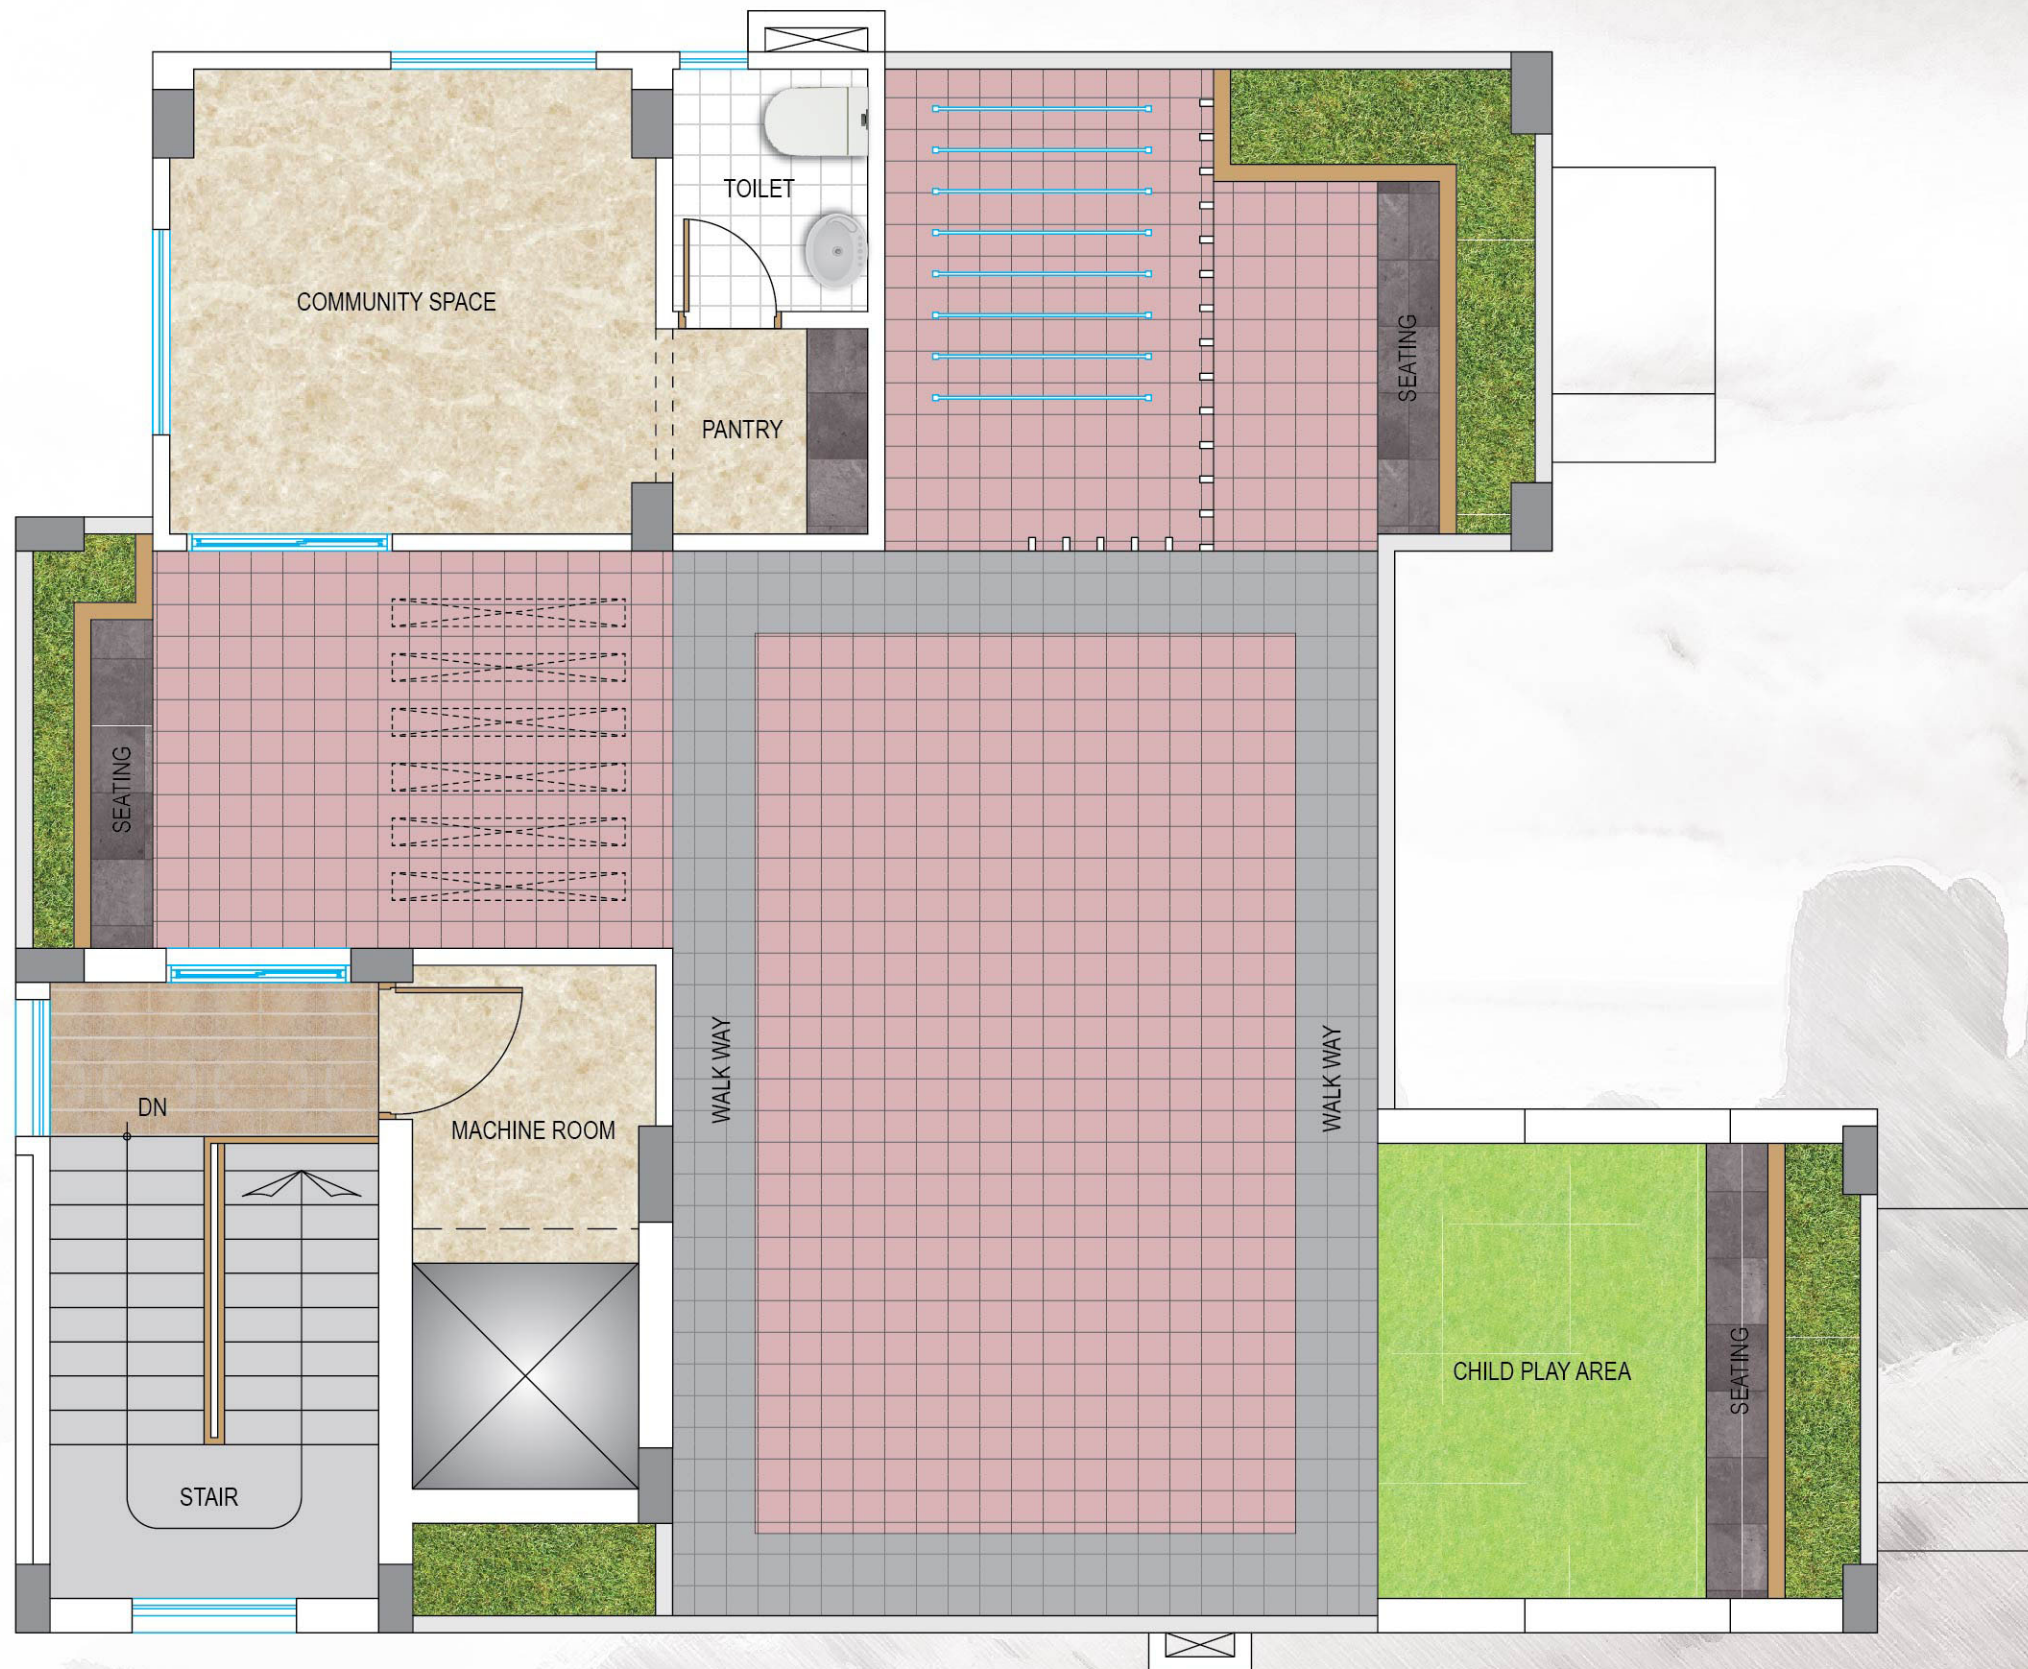 TOILET
COMMUNITY SPACE
SEATING
PANTRY
SEATING
WALK WAY
WALK WAY
DN
MACHINE ROOM
CHILD PLAY AREA
SEATING
STAIR